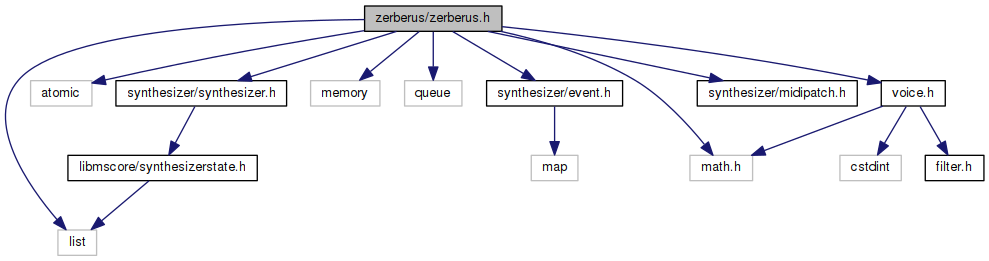 zerberus/zerberus.h
atomic
synthesizer/synthesizer.h
memory
queue
synthesizer/event.h
synthesizer/midipatch.h
voice.h
libmscore/synthesizerstate.h
map
math.h
cstdint
filter.h
list